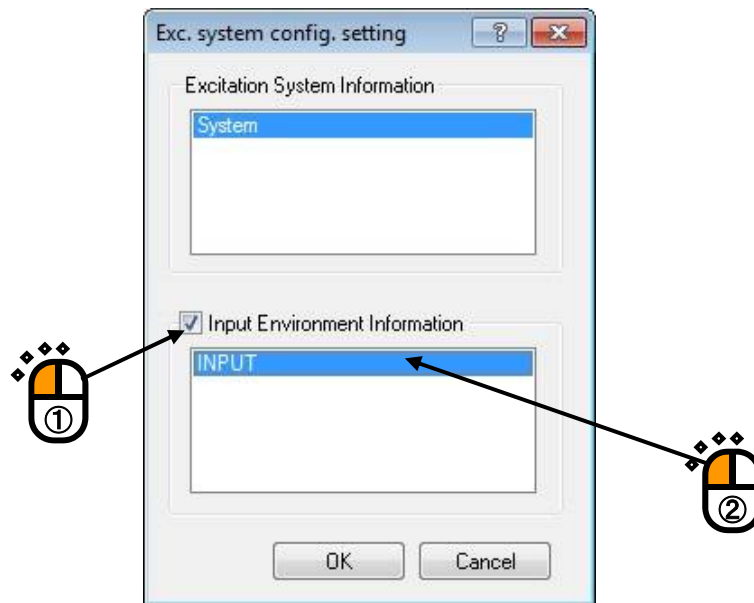 Exc. system config. setting
?
Excitation System Information
System
Input Environment Information
INPUT
①
②
OK
Cancel